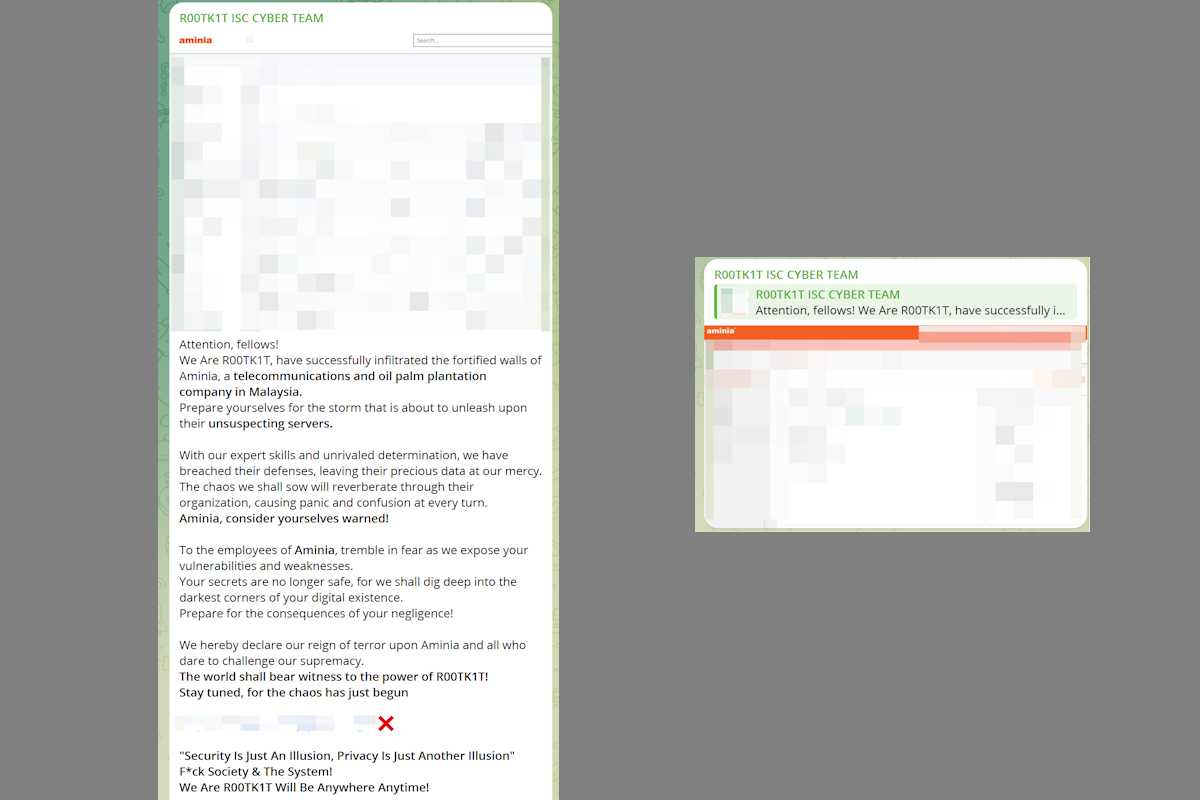 R00TK1T ISC CYBER TEAM
aminia
Search...
Attention, fellows!
We Are R00TK1T, have successfully infiltrated the fortified walls of
Aminia, a telecommunications and oil palm plantation
company in Malaysia.
Prepare yourselves for the storm that is about to unleash upon
their unsuspecting servers.
With our expert skills and unrivaled determination, we have
breached their defenses, leaving their precious data at our mercy.
The chaos we shall sow will reverberate through their
organization, causing panic and confusion at every turn.
Aminia, consider yourselves warned!
To the employees of Aminia, tremble in fear as we expose your
vulnerabilities and weaknesses.
Your secrets are no longer safe, for we shall dig deep into the
darkest corners of your digital existence.
Prepare for the consequences of your negligence!
We hereby declare our reign of terror upon Aminia and all who
dare to challenge our supremacy.
The world shall bear witness to the power of R00TK1T!
Stay tuned, for the chaos has just begun
"Security Is Just An Illusion, Privacy Is Just Another Illusion"
F*ck Society & The System!
We Are R00TK1T Will Be Anywhere Anytime!
R00TK1T ISC CYBER TEAM
R00TK1T ISC CYBER TEAM
Attention, fellows! We Are R00TK1T, have successfully i...
aminia